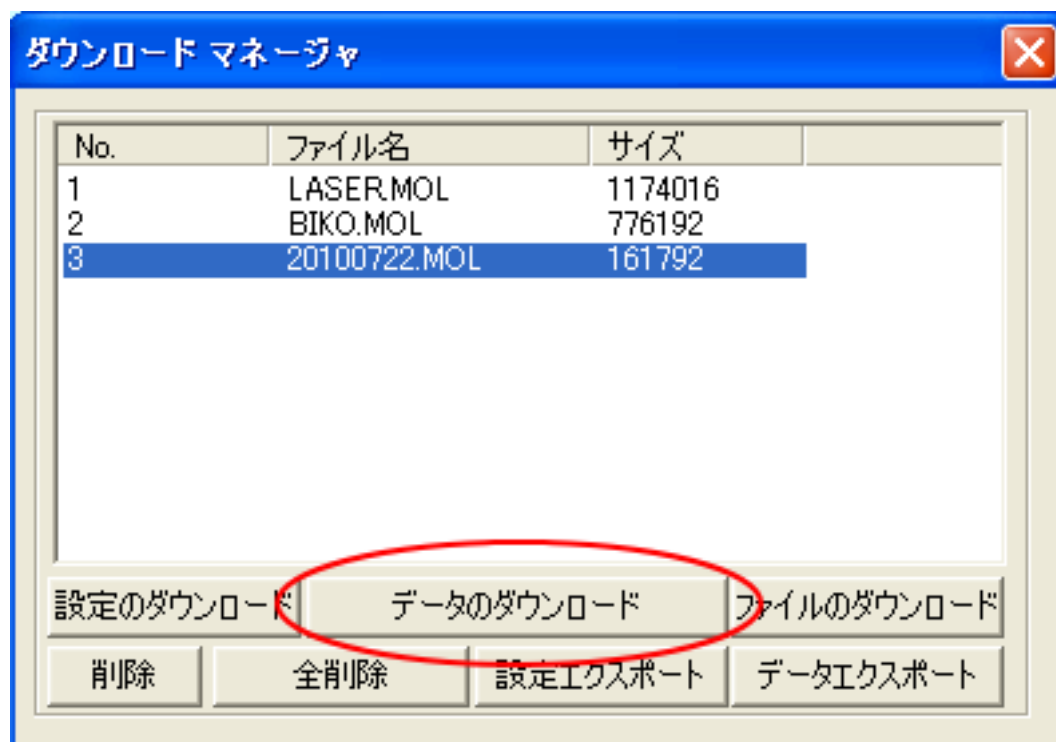 ダウンロード マネージャ
No. ファイル名 サイズ
1 LASER.MOL 1174016
2 BIKO.MOL 776192
3 20100722.MOL 161792
設定のダウンロード データのダウンロード ファイルのダウンロード
削除 全削除 設定エクスポート データエクスポート